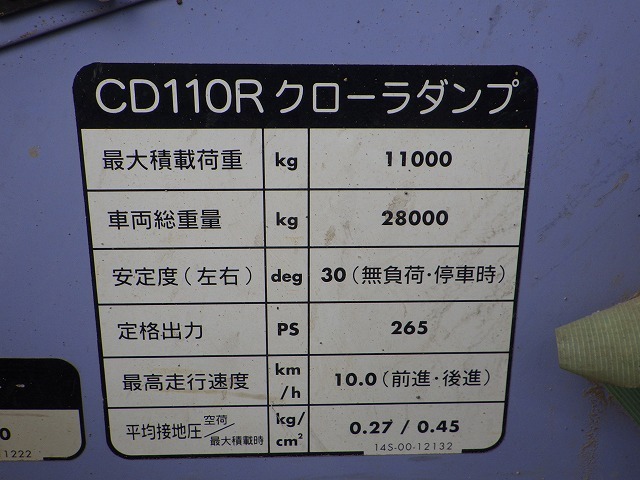 CD110R クローラダンプ
最大積載荷重 kg 11000
車両総重量 kg 28000
安定度(左右) deg 30(無負荷・停車時)
定格出力 PS 265
最高走行速度 km/h 10.0(前進・後進)
平均接地圧 空荷/最大積載時 kg/cm² 0.27 / 0.45
14S-00-12132
0
1222